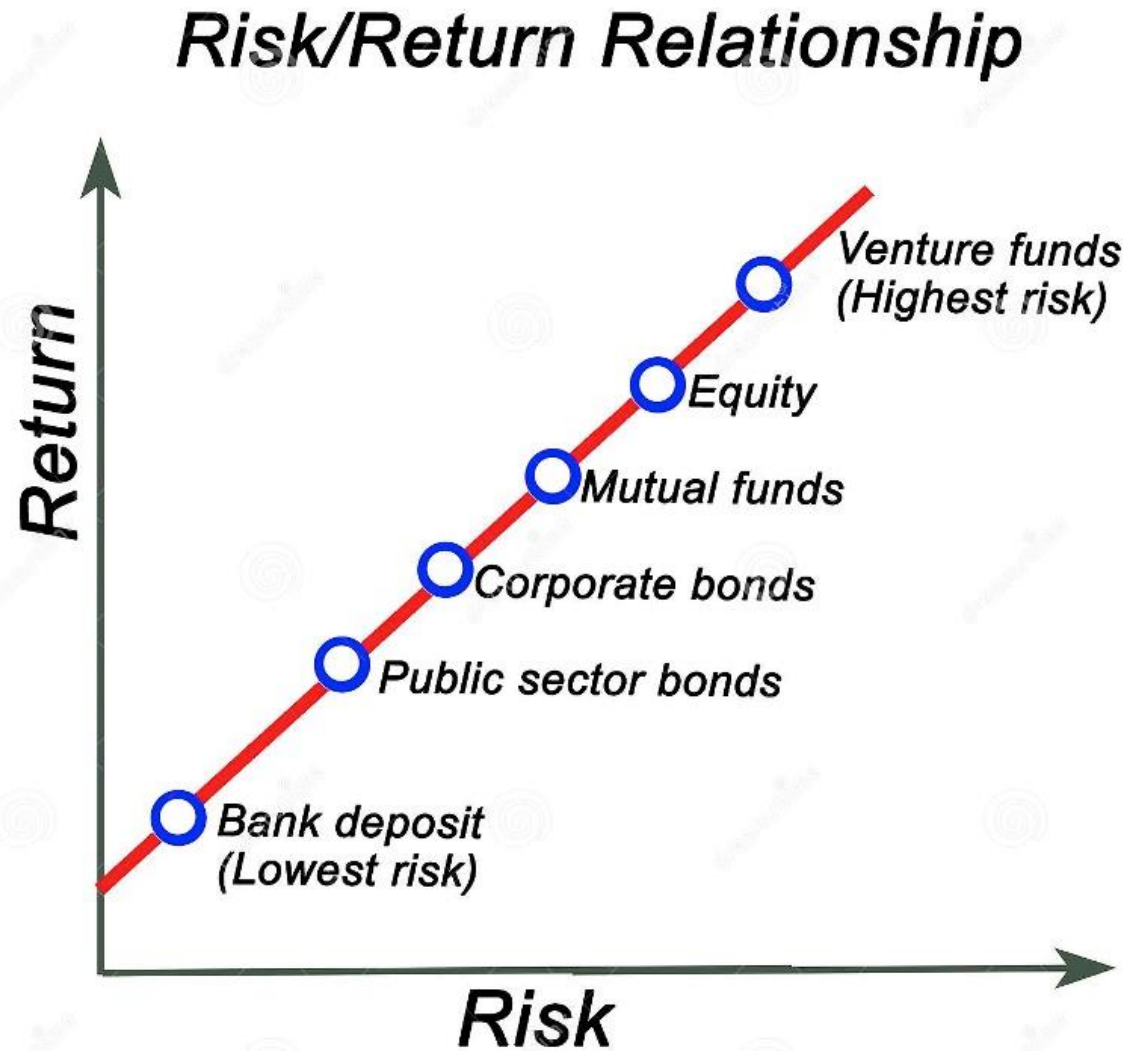 Risk/Return Relationship
Return
Venture funds
(Highest risk)
Equity
Mutual funds
Corporate bonds
Public sector bonds
Bank deposit
(Lowest risk)
Risk